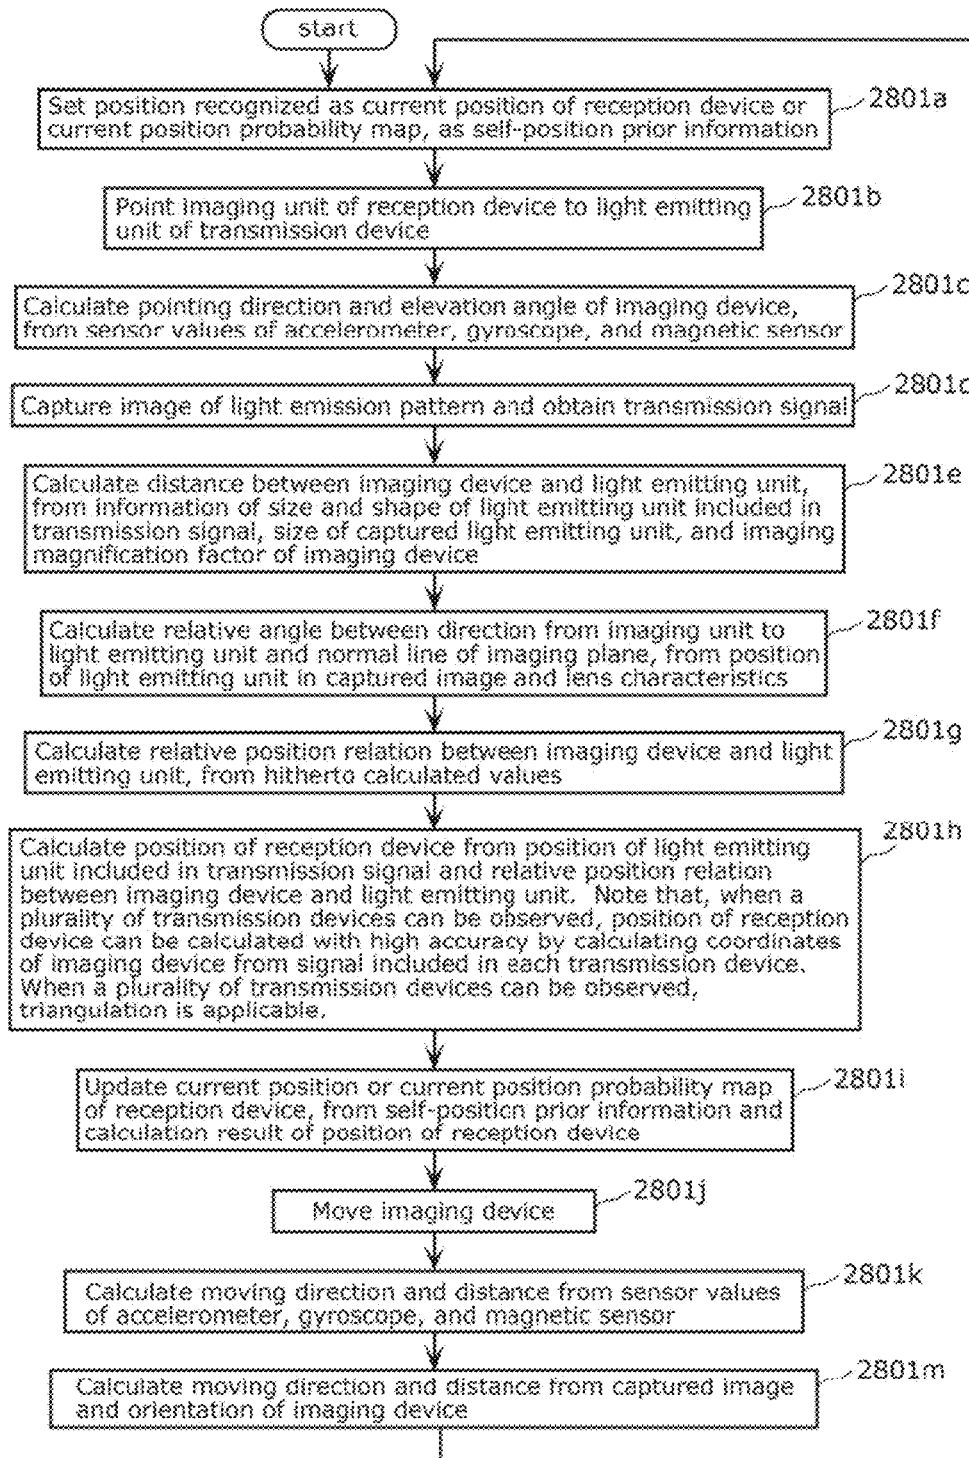 start
2801a
Set position recognized as current position of reception device or
current position probability map, as self-position prior information
2801b
Point imaging unit of reception device to light emitting
unit of transmission device
2801c
Calculate pointing direction and elevation angle of imaging device,
from sensor values of accelerometer, gyroscope, and magnetic sensor
2801d
Capture image of light emission pattern and obtain transmission signal
2801e
Calculate distance between imaging device and light emitting unit,
from information of size and shape of light emitting unit included in
transmission signal, size of captured light emitting unit, and imaging
magnification factor of imaging device
2801f
Calculate relative angle between direction from imaging unit to
light emitting unit and normal line of imaging plane, from position
of light emitting unit in captured image and lens characteristics
2801g
Calculate relative position relation between imaging device and light
emitting unit, from hitherto calculated values
2801h
Calculate position of reception device from position of light emitting
unit included in transmission signal and relative position relation
between imaging device and light emitting unit. Note that, when a
plurality of transmission devices can be observed, position of reception
device can be calculated with high accuracy by calculating coordinates
of imaging device from signal included in each transmission device.
When a plurality of transmission devices can be observed,
triangulation is applicable.
2801i
Update current position or current position probability map
of reception device, from self-position prior information and
calculation result of position of reception device
2801j
Move imaging device
2801k
Calculate moving direction and distance from sensor values
of accelerometer, gyroscope, and magnetic sensor
2801m
Calculate moving direction and distance from captured image
and orientation of imaging device